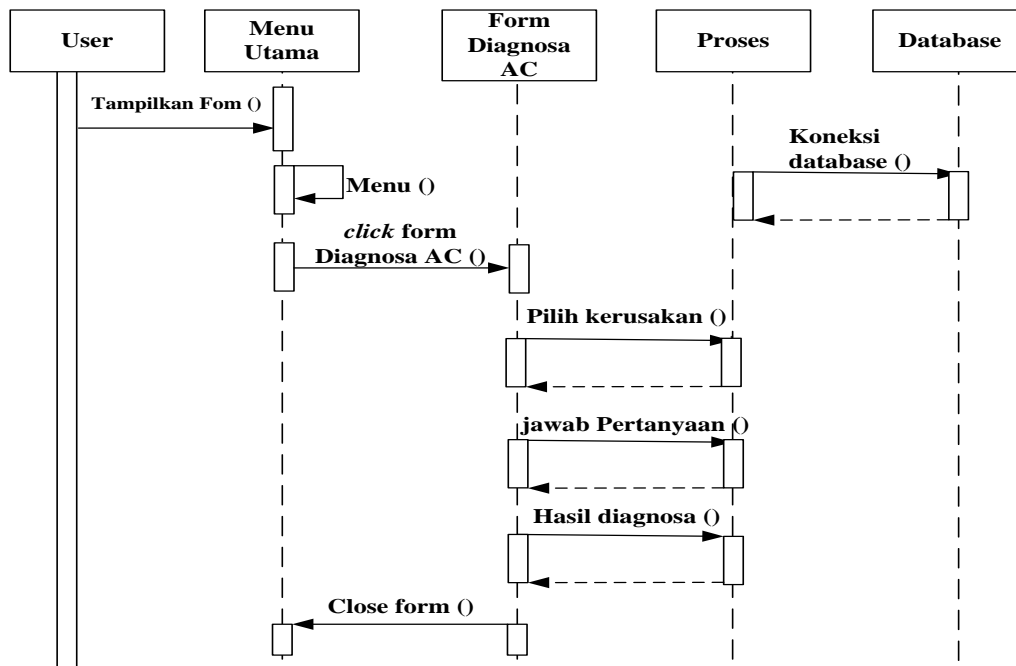 User
Menu
Utama
Form
Diagnosa
AC
Proses
Database
Tampilkan Fom ()
Koneksi
database ()
Menu ()
click form
Diagnosa AC ()
Pilih kerusakan ()
jawab Pertanyaan ()
Hasil diagnosa ()
Close form ()